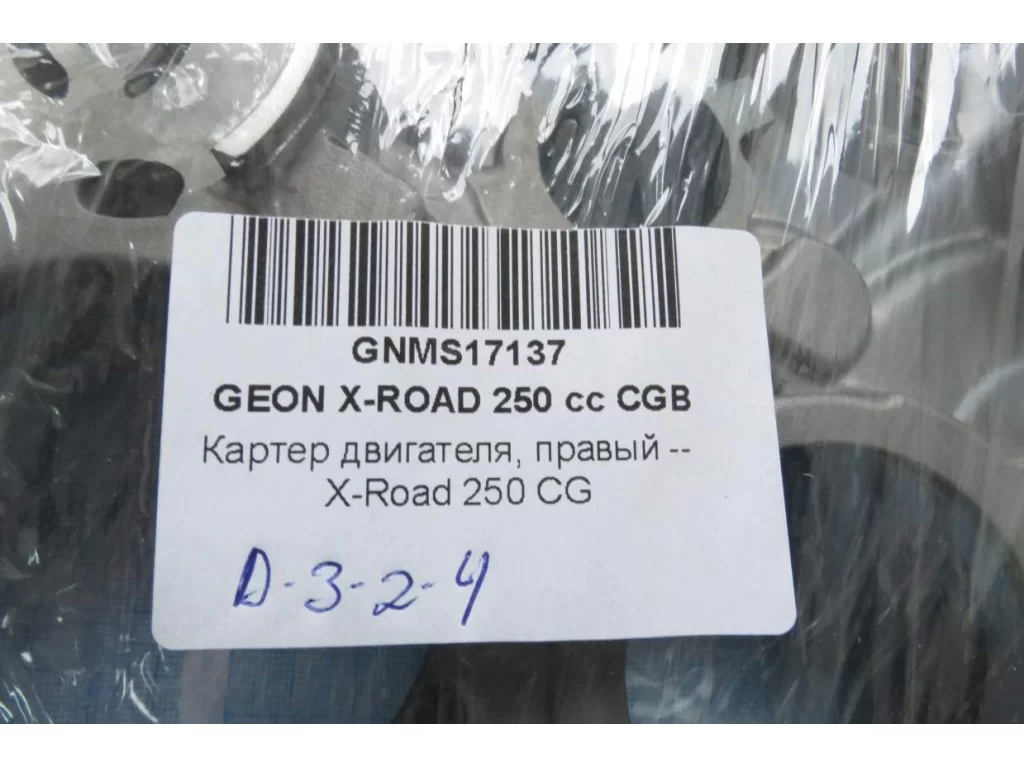 GNMS17137
GEON X-ROAD 250 cc CGB
Картер двигателя, правый --
X-Road 250 CG
D-3-2-4